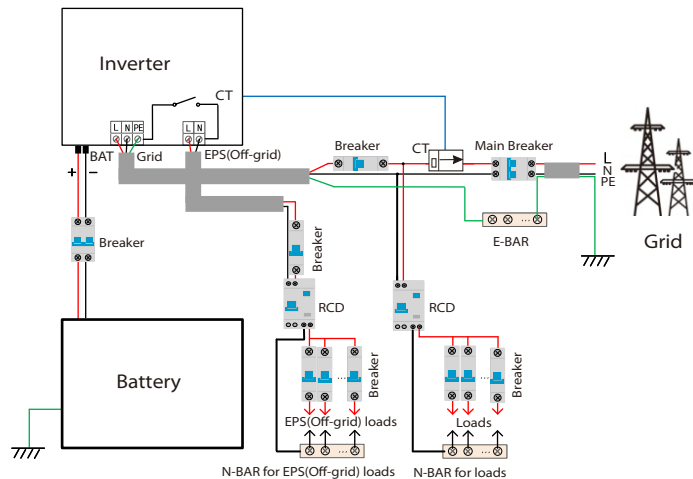 Inverter
CT
L N PE
L N
BAT
Grid
EPS(Off-grid)
+
−
Breaker
CT
Main Breaker
L
N
PE
Grid
E-BAR
Breaker
Breaker
RCD
RCD
Battery
Breaker
Breaker
EPS(Off-grid) loads
Loads
N-BAR for EPS(Off-grid) loads
N-BAR for loads